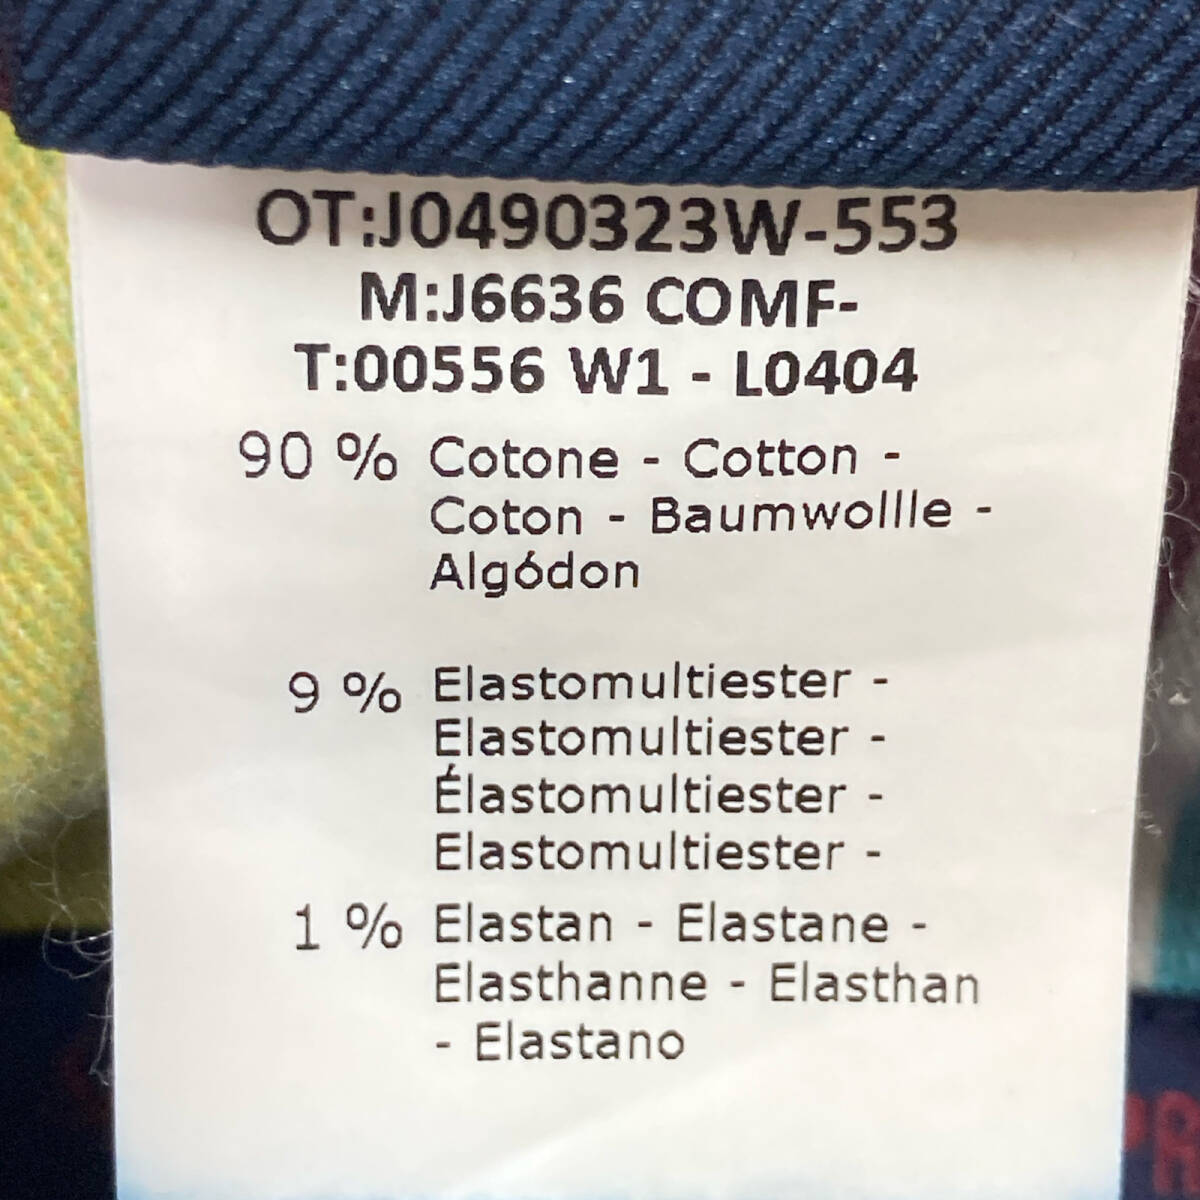 OT:J0490323W-553
M:J6636 COMF-
T:00556 W1 - L0404
90 % Cotone - Cotton -
Coton - Baumwollle -
Algódon
9 % Elastomultiester -
Elastomultiester -
Élastomultiester -
Elastomultiester -
1 % Elastan - Elastane -
Elasthanne - Elasthan
- Elastano